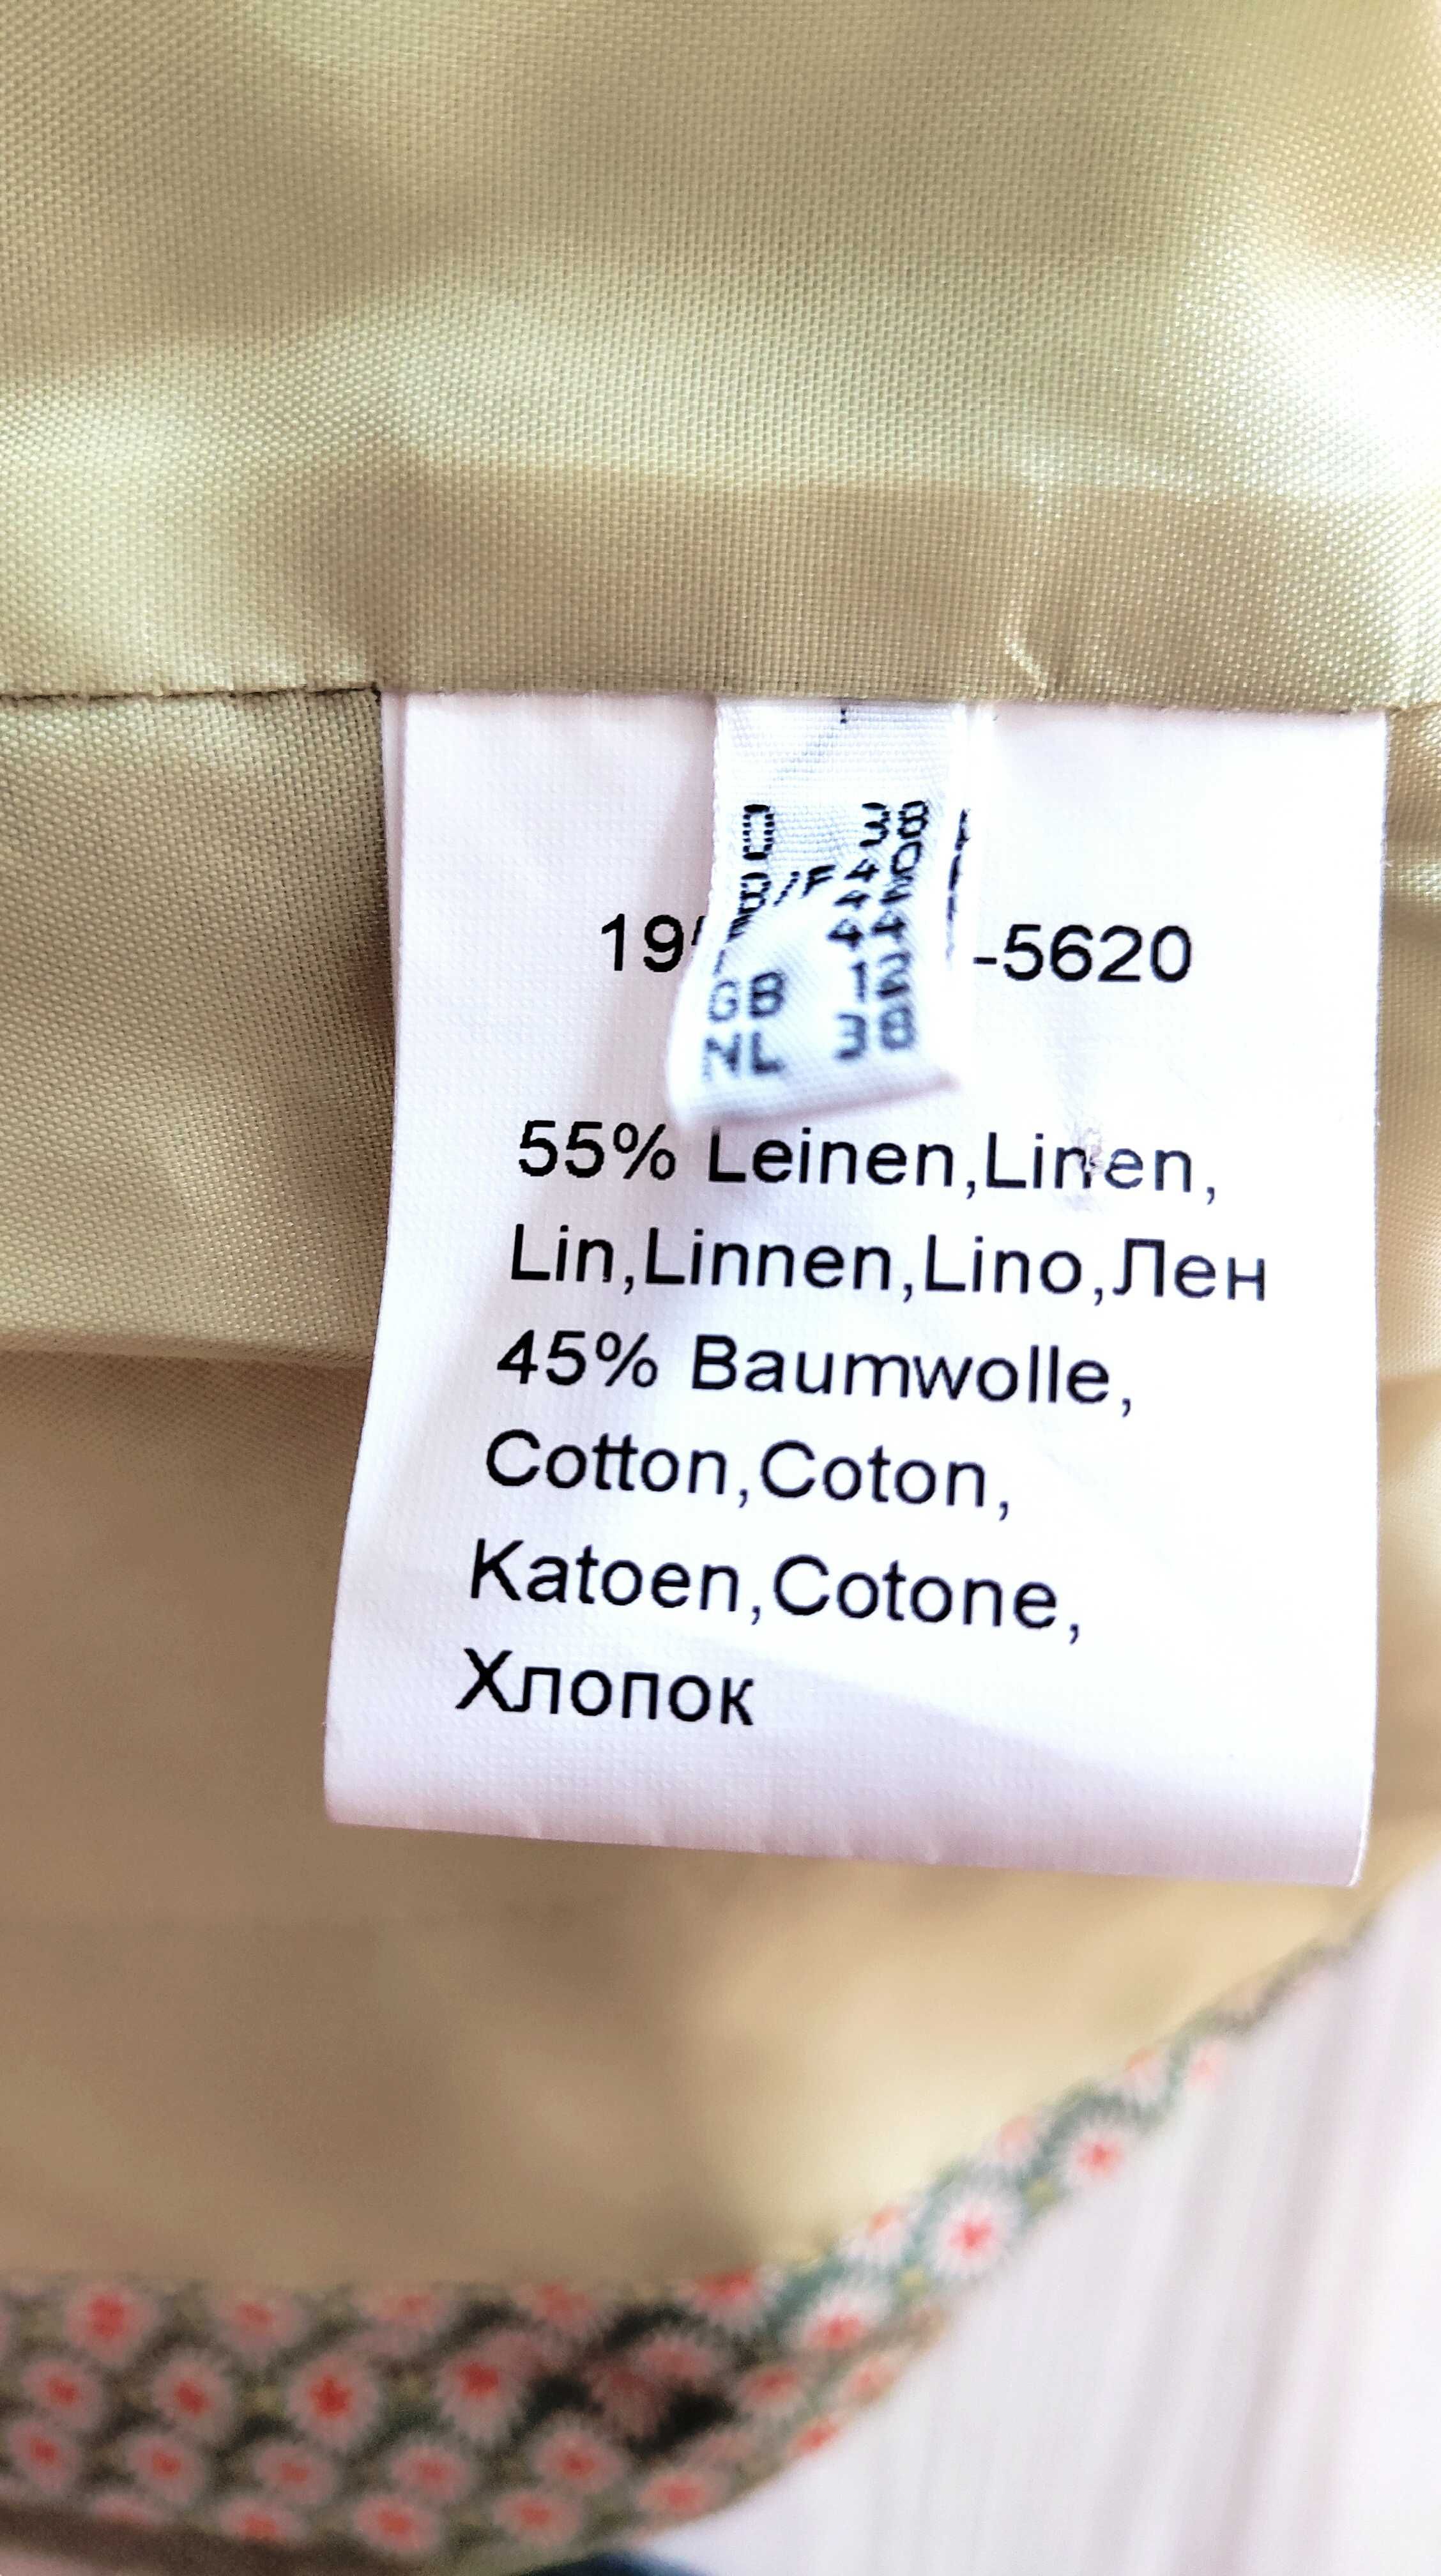 D 38
B/F 40
I 44
GB 12
NL 38
-5620
55% Leinen,Linen,
Lin,Linnen,Lino,Лен
45% Baumwolle,
Cotton,Coton,
Katoen,Cotone,
Хлопок